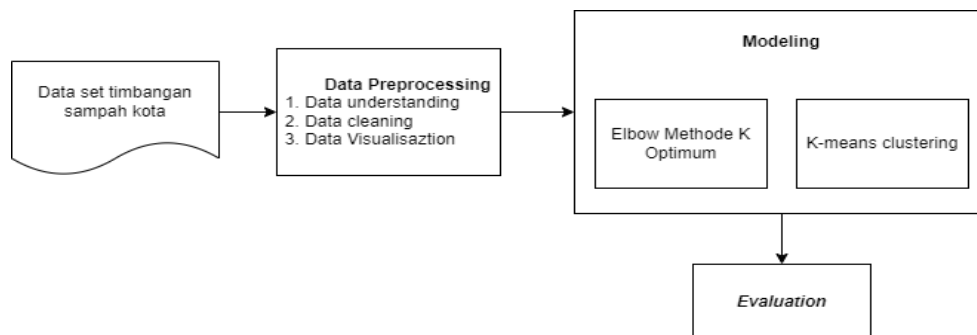 Data set timbangan
sampah kota
Data Preprocessing
1. Data understanding
2. Data cleaning
3. Data Visualisaztion
Modeling
Elbow Methode K
Optimum
K-means clustering
Evaluation